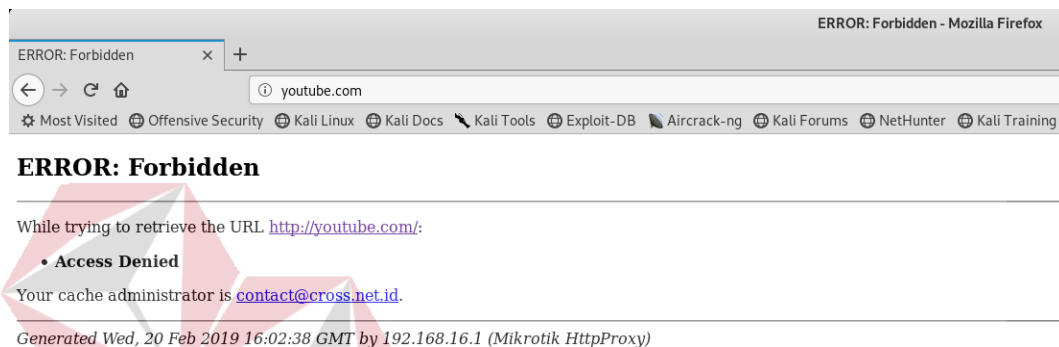 ERROR: Forbidden - Mozilla Firefox
ERROR: Forbidden × +
youtube.com
Most Visited Offensive Security Kali Linux Kali Docs Kali Tools Exploit-DB Aircrack-ng Kali Forums NetHunter Kali Training
ERROR: Forbidden
While trying to retrieve the URL http://youtube.com/:
• Access Denied
Your cache administrator is contact@cross.net.id.
Generated Wed, 20 Feb 2019 16:02:38 GMT by 192.168.16.1 (Mikrotik HttpProxy)